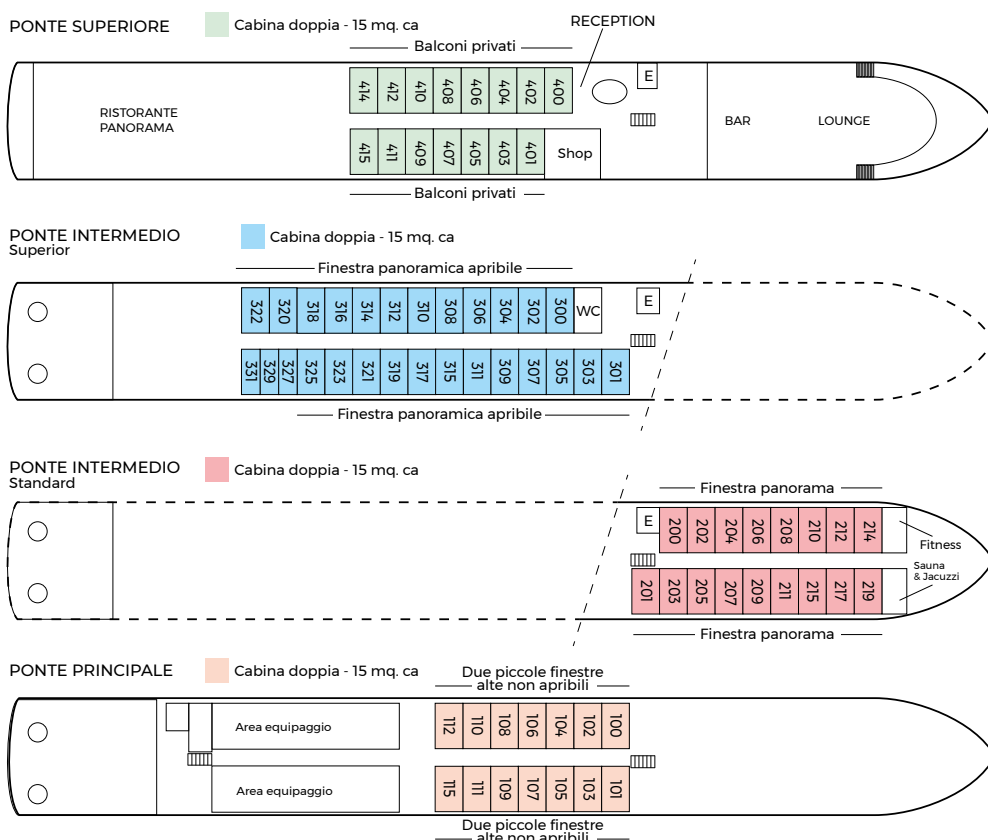 PONTE SUPERIORE
Cabina doppia - 15 mq. ca
RECEPTION
Balconi privati
414 412 410 408 406 404 402 400
E
RISTORANTE
PANORAMA
BAR
LOUNGE
415 411 409 407 405 403 401
Shop
Balconi privati
PONTE INTERMEDIO
Superior
Cabina doppia - 15 mq. ca
Finestra panoramica apribile
322 320 318 316 314 312 310 308 306 304 302 300
WC
E
331 329 327 325 323 321 319 317 315 311 309 307 305 303 301
Finestra panoramica apribile
PONTE INTERMEDIO
Standard
Cabina doppia - 15 mq. ca
Finestra panorama
E
200 202 204 206 208 210 212 214
Fitness
Sauna
& Jacuzzi
201 203 205 207 209 211 215 217 219
Finestra panorama
PONTE PRINCIPALE
Cabina doppia - 15 mq. ca
Due piccole finestre
alte non apribili
Area equipaggio
112 110 108 106 104 102 100
Area equipaggio
115 111 109 107 105 103 101
Due piccole finestre
alte non apribili